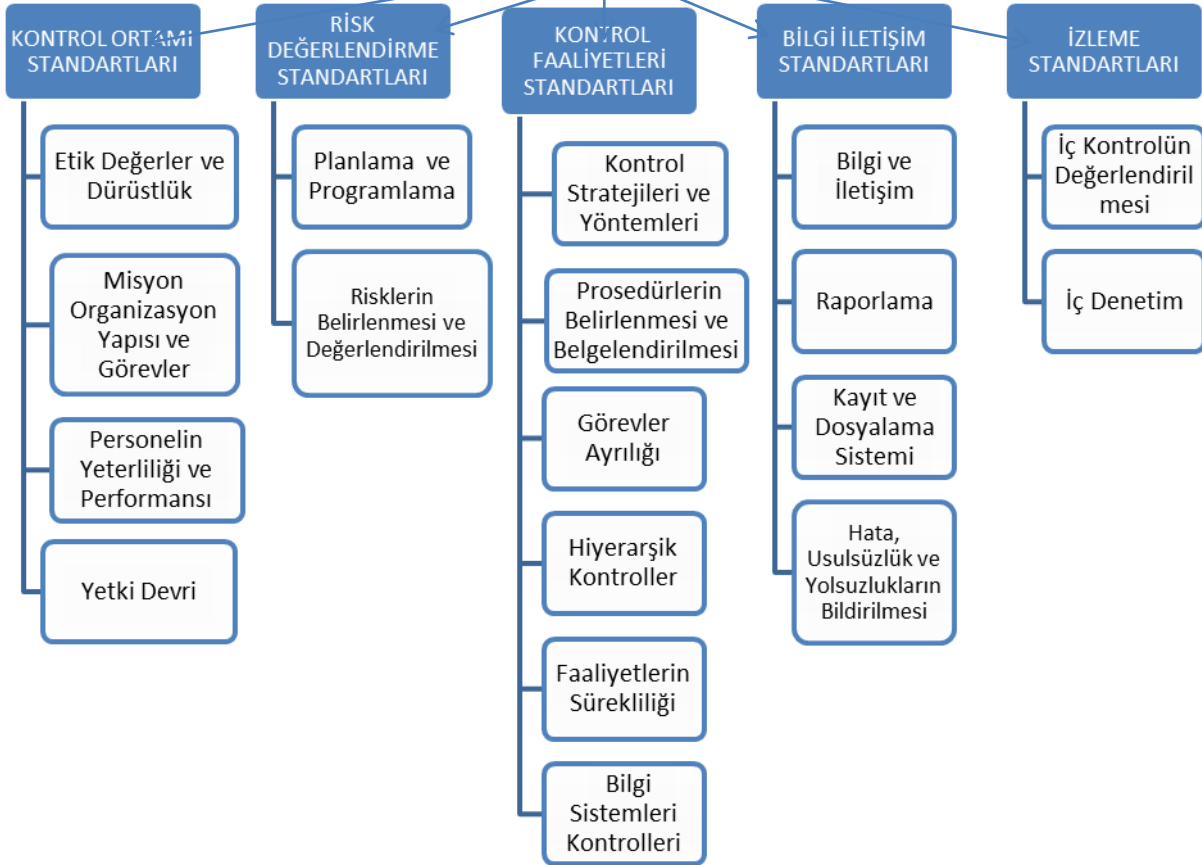 KONTROL ORTAMI
STANDARTLARI
Etik Değerler ve
Dürüstlük
Misyon
Organizasyon
Yapısı ve
Görevler
Personelin
Yeterliliği ve
Performansı
Yetki Devri
RİSK
DEĞERLENDİRME
STANDARTLARI
Planlama ve
Programlama
Risklerin
Belirlenmesi ve
Değerlendirilmesi
KONTROL
FAALİYETLERİ
STANDARTLARI
Kontrol
Stratejileri ve
Yöntemleri
Prosedürlerin
Belirlenmesi ve
Belgelendirilmesi
Görevler
Ayrılığı
Hiyerarşik
Kontroller
Faaliyetlerin
Sürekliliği
Bilgi
Sistemleri
Kontrolleri
BİLGİ İLETİŞİM
STANDARTLARI
Bilgi ve
İletişim
Raporlama
Kayıt ve
Dosyalama
Sistemi
Hata,
Usulsüzlük ve
Yolsuzlukların
Bildirilmesi
İZLEME
STANDARTLARI
İç Kontrolün
Değerlendiril
mesi
İç Denetim